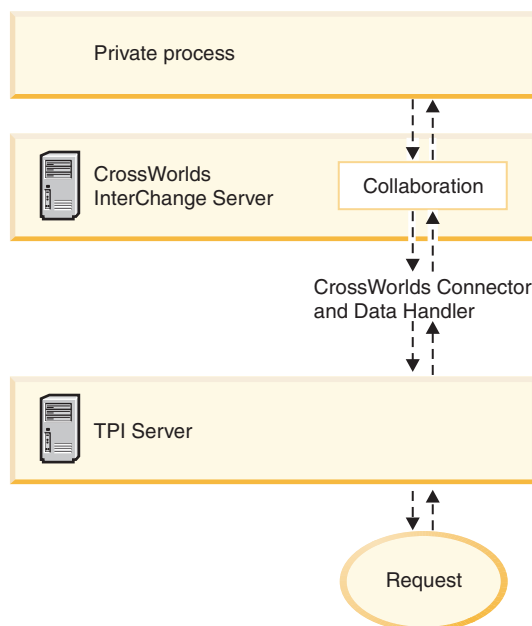 Private process
CrossWorlds
InterChange Server
Collaboration
CrossWorlds Connector
and Data Handler
TPI Server
Request